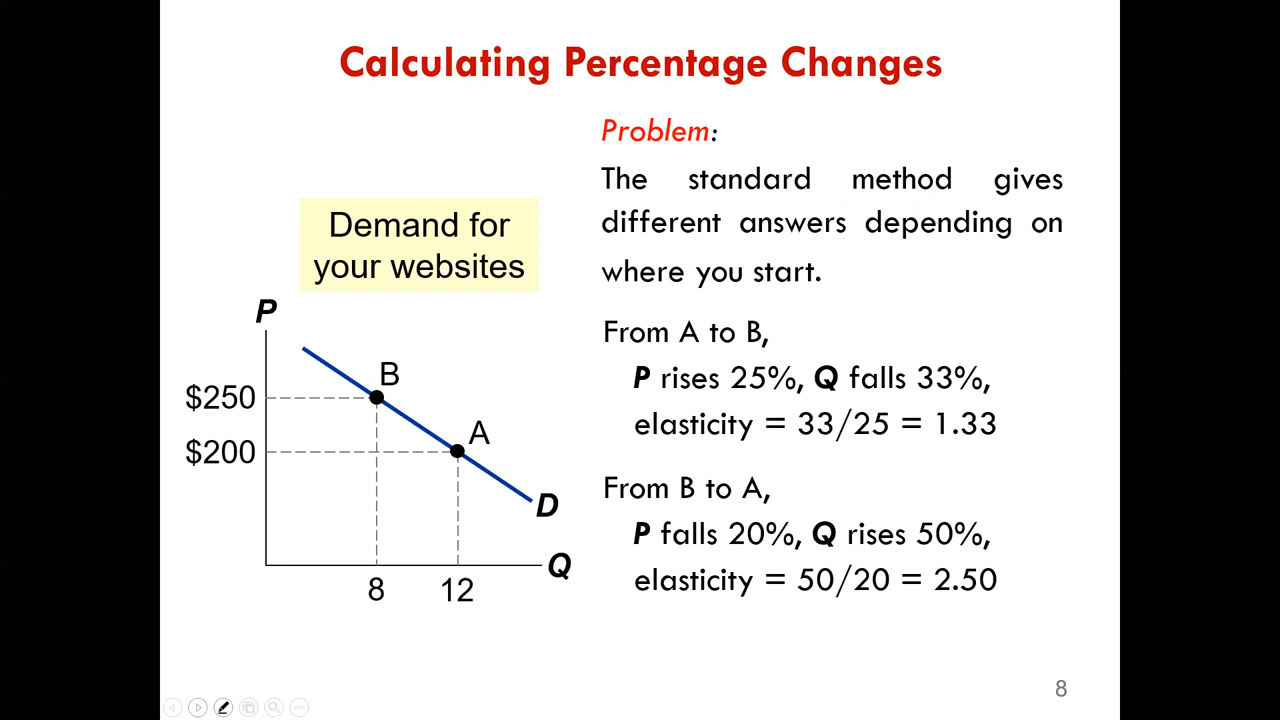 Calculating Percentage Changes
Problem:
The standard method gives
different answers depending on
where you start.
From A to B,
P rises 25%, Q falls 33%,
elasticity = 33/25 = 1.33
From B to A,
P falls 20%, Q rises 50%,
elasticity = 50/20 = 2.50
Demand for
your websites
P
B
$250
A
$200
D
Q
8
12
8